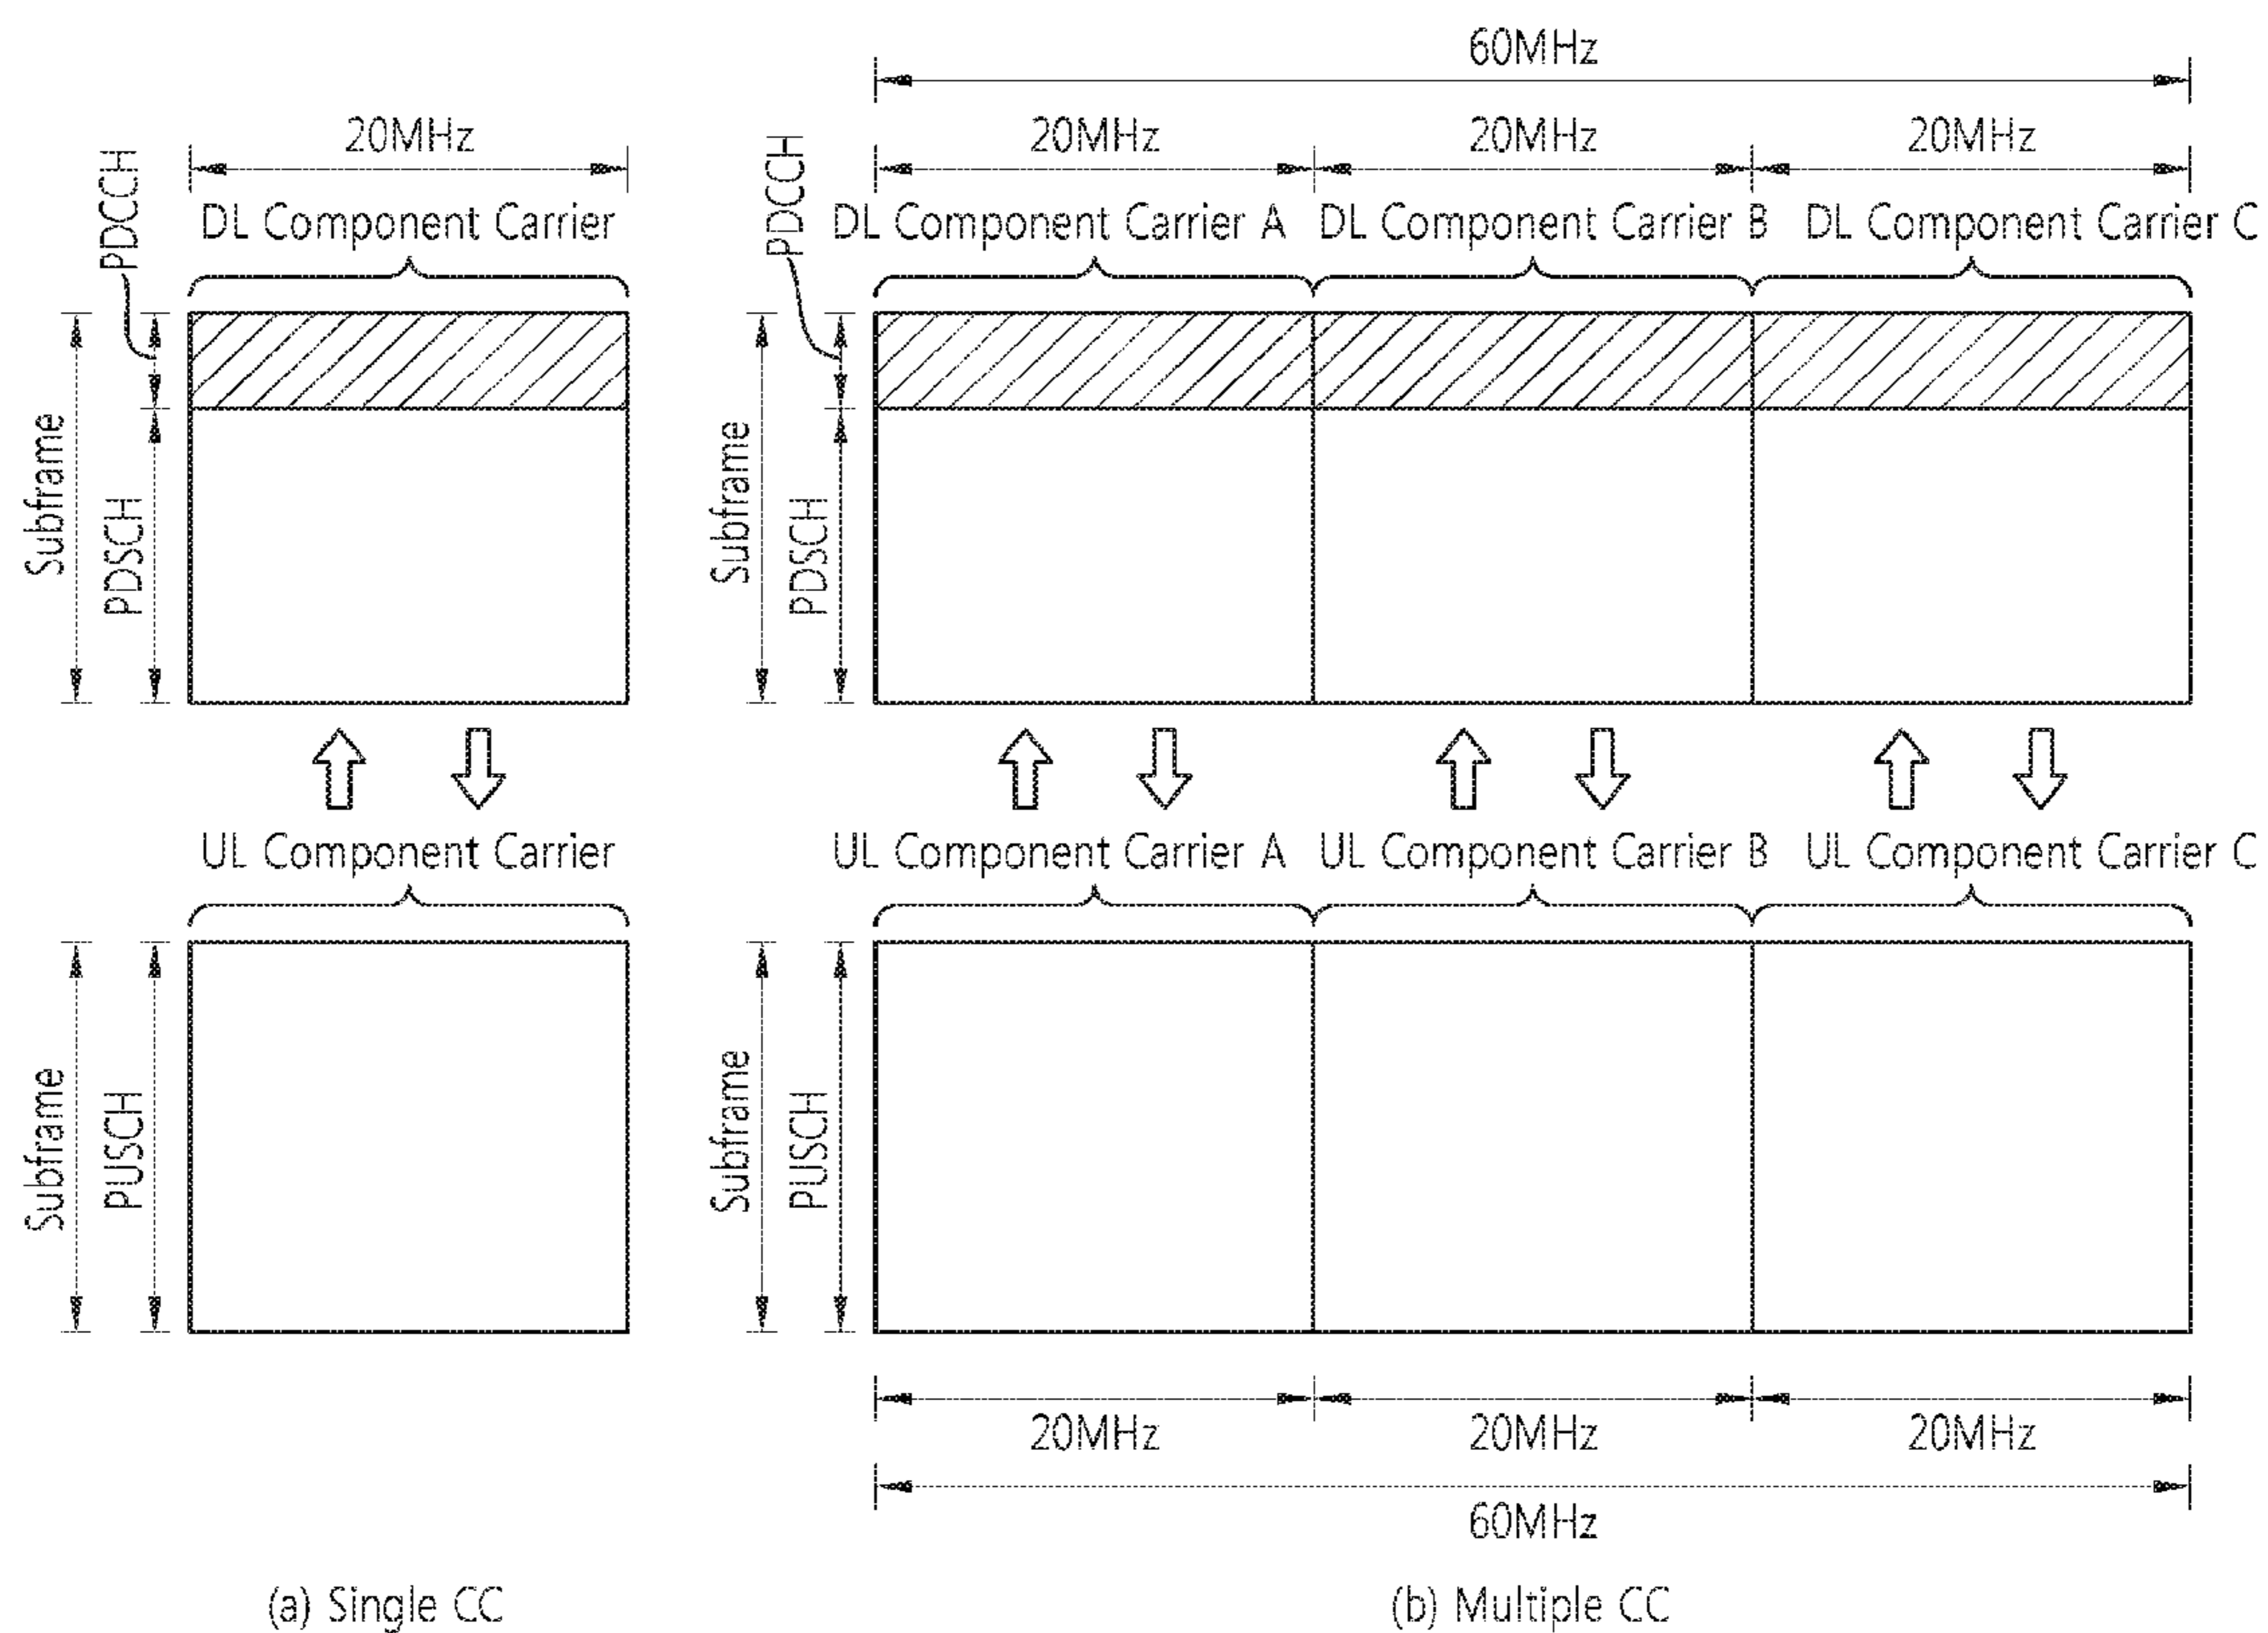 60MHz
20MHz
20MHz
20MHz
20MHz
PDCCH
DL Component Carrier
PDCCH
DL Component Carrier A
DL Component Carrier B
DL Component Carrier C
Subframe
PDSCH
Subframe
PDSCH
UL Component Carrier
UL Component Carrier A
UL Component Carrier B
UL Component Carrier C
Subframe
PUSCH
Subframe
PUSCH
20MHz
20MHz
20MHz
60MHz
(a) Single CC
(b) Multiple CC